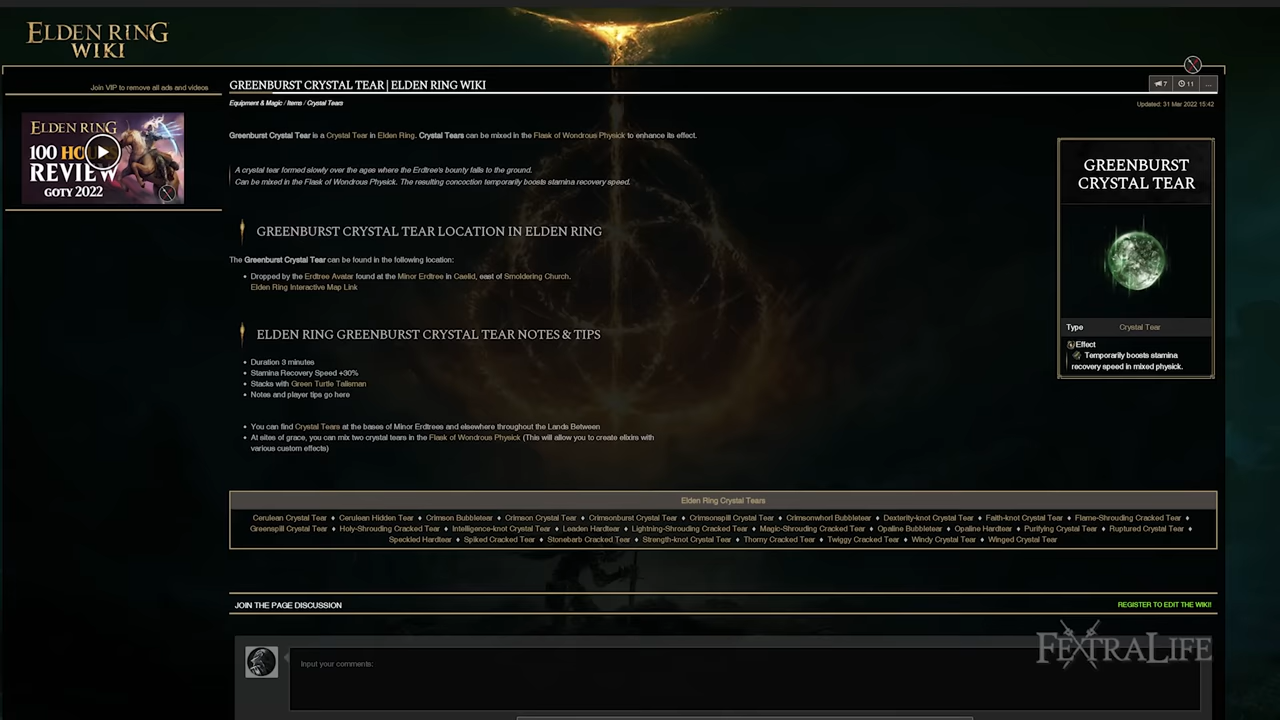 ELDEN RING
WIKI
Join VIP to remove all ads and videos
ELDEN RING
100 HOURS
REVIEW
GOTY 2022
GREENBURST CRYSTAL TEAR | ELDEN RING WIKI
7
11
...
Equipment & Magic / Items / Crystal Tears
Updated: 31 Mar 2022 15:42
Greenburst Crystal Tear is a Crystal Tear in Elden Ring. Crystal Tears can be mixed in the Flask of Wondrous Physick to enhance its effect.
A crystal tear formed slowly over the ages where the Erdtree's bounty falls to the ground.
Can be mixed in the Flask of Wondrous Physick. The resulting concoction temporarily boosts stamina recovery speed.
GREENBURST CRYSTAL TEAR LOCATION IN ELDEN RING
The Greenburst Crystal Tear can be found in the following location:
• Dropped by the Erdtree Avatar found at the Minor Erdtree in Caelid, east of Smoldering Church.
Elden Ring Interactive Map Link
ELDEN RING GREENBURST CRYSTAL TEAR NOTES & TIPS
• Duration 3 minutes
• Stamina Recovery Speed +30%
• Stacks with Green Turtle Talisman
• Notes and player tips go here
• You can find Crystal Tears at the bases of Minor Erdtrees and elsewhere throughout the Lands Between
• At sites of grace, you can mix two crystal tears in the Flask of Wondrous Physick (This will allow you to create elixirs with
various custom effects)
GREENBURST
CRYSTAL TEAR
Type Crystal Tear
Effect
Temporarily boosts stamina
recovery speed in mixed physick.
Elden Ring Crystal Tears
Cerulean Crystal Tear ♦ Cerulean Hidden Tear ♦ Crimson Bubbletear ♦ Crimson Crystal Tear ♦ Crimsonburst Crystal Tear ♦ Crimsonspill Crystal Tear ♦ Crimsonwhorl Bubbletear ♦ Dexterity-knot Crystal Tear ♦ Faith-knot Crystal Tear ♦ Flame-Shrouding Cracked Tear ♦
Greenspill Crystal Tear ♦ Holy-Shrouding Cracked Tear ♦ Intelligence-knot Crystal Tear ♦ Leaden Hardtear ♦ Lightning-Shrouding Cracked Tear ♦ Magic-Shrouding Cracked Tear ♦ Opaline Bubbletear ♦ Opaline Hardtear ♦ Purifying Crystal Tear ♦ Ruptured Crystal Tear ♦
Speckled Hardtear ♦ Spiked Cracked Tear ♦ Stonebarb Cracked Tear ♦ Strength-knot Crystal Tear ♦ Thorny Cracked Tear ♦ Twiggy Cracked Tear ♦ Windy Crystal Tear ♦ Winged Crystal Tear
JOIN THE PAGE DISCUSSION
REGISTER TO EDIT THE WIKI!
Input your comments:
FEXTRALIFE